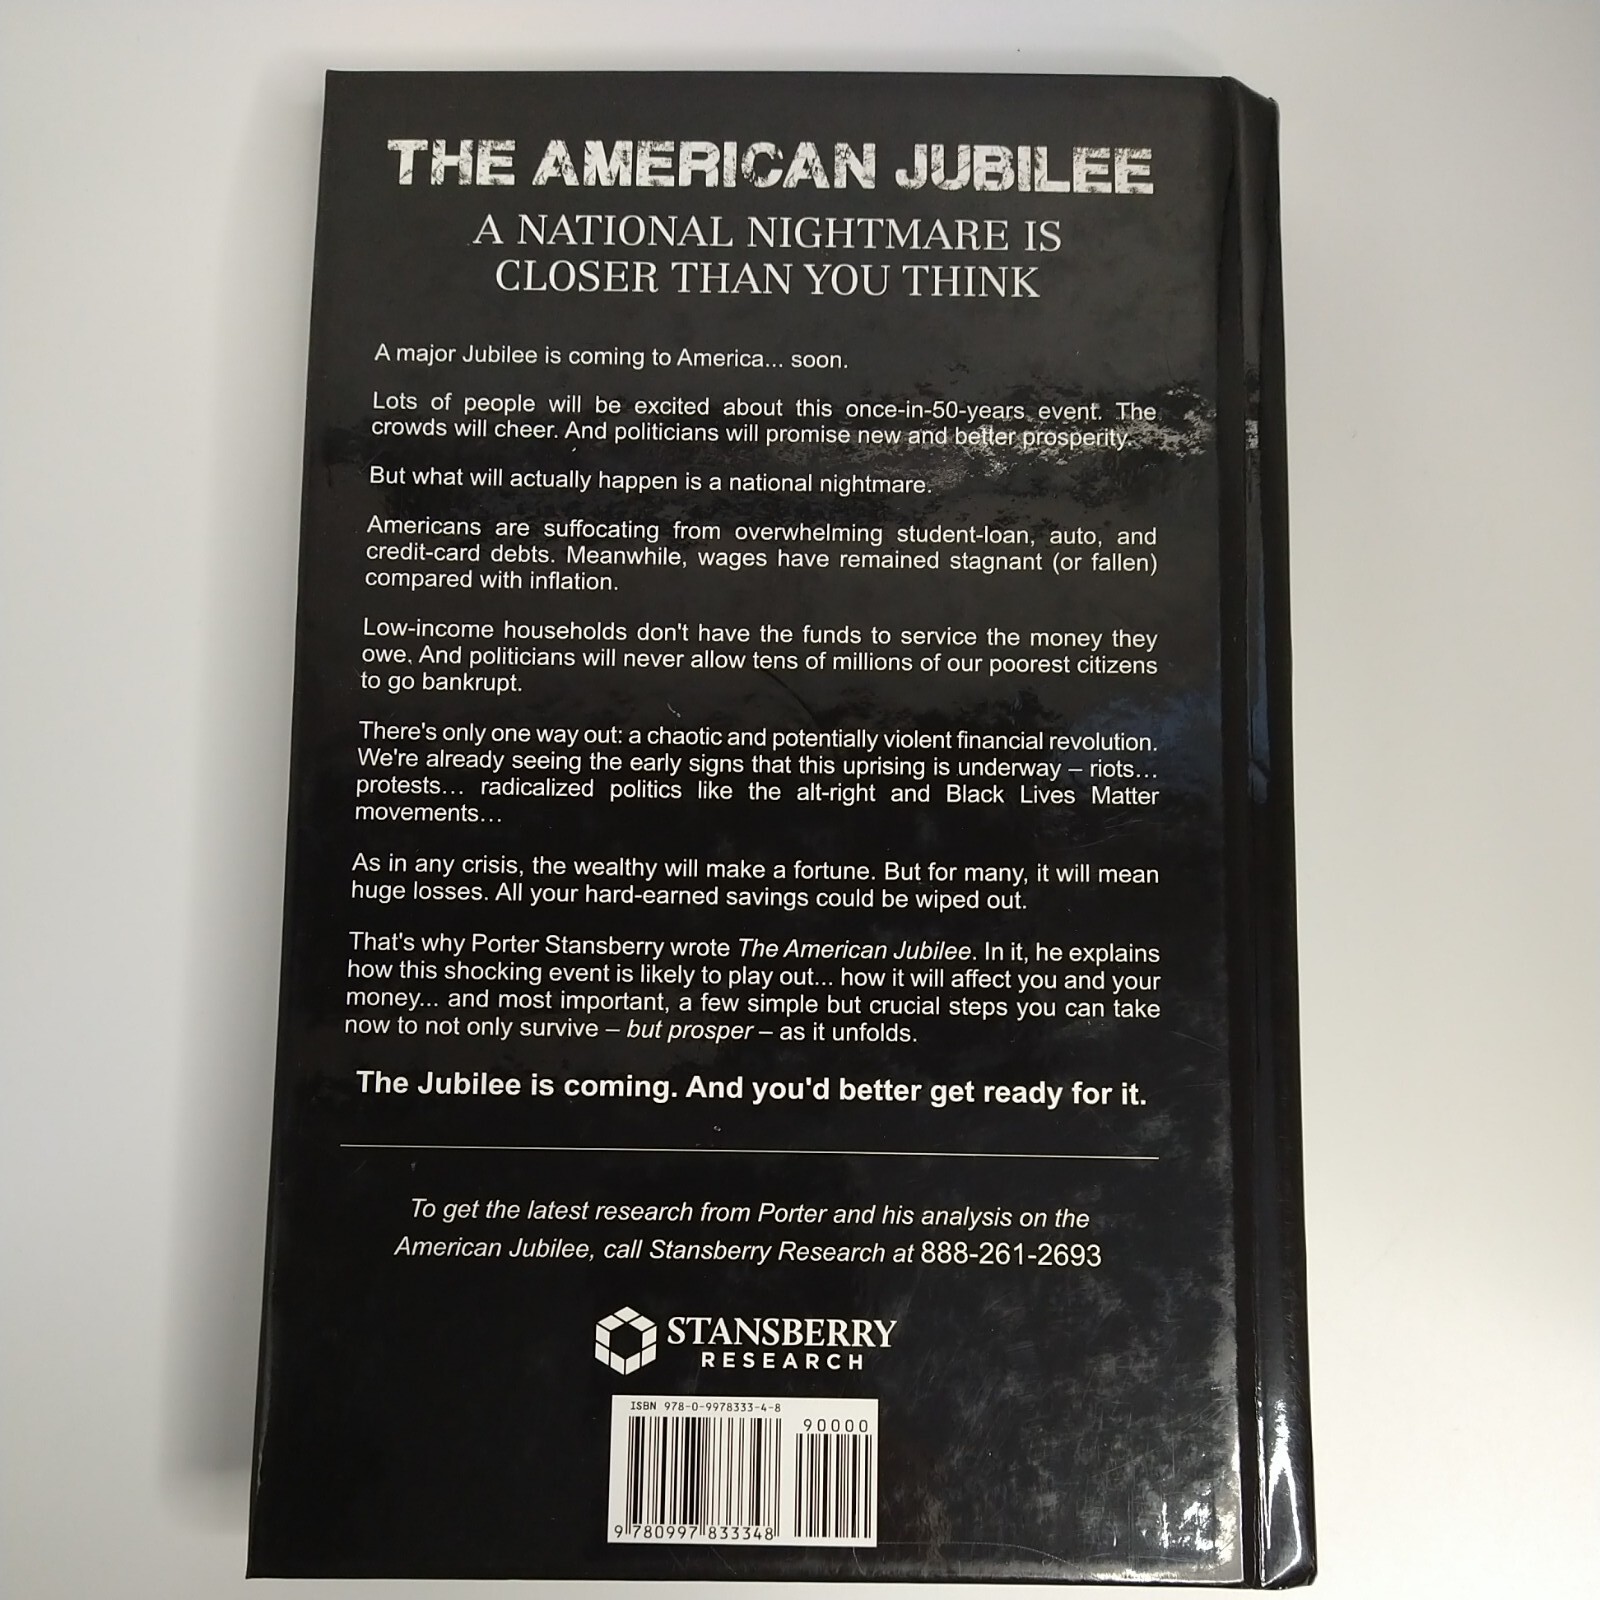 THE AMERICAN JUBILEE
A NATIONAL NIGHTMARE IS
CLOSER THAN YOU THINK
A major Jubilee is coming to America... soon.
Lots of people will be excited about this once-in-50-years event. The
crowds will cheer. And politicians will promise new and better prosperity.
But what will actually happen is a national nightmare.
Americans are suffocating from overwhelming student-loan, auto, and
credit-card debts. Meanwhile, wages have remained stagnant (or fallen)
compared with inflation.
Low-income households don't have the funds to service the money they
owe. And politicians will never allow tens of millions of our poorest citizens
to go bankrupt.
There's only one way out: a chaotic and potentially violent financial revolution.
We're already seeing the early signs that this uprising is underway – riots...
protests... radicalized politics like the alt-right and Black Lives Matter
movements...
As in any crisis, the wealthy will make a fortune. But for many, it will mean
huge losses. All your hard-earned savings could be wiped out.
That's why Porter Stansberry wrote The American Jubilee. In it, he explains
how this shocking event is likely to play out... how it will affect you and your
money... and most important, a few simple but crucial steps you can take
now to not only survive – but prosper – as it unfolds.
The Jubilee is coming. And you'd better get ready for it.
To get the latest research from Porter and his analysis on the
American Jubilee, call Stansberry Research at 888-261-2693
STANSBERRY
RESEARCH
ISBN 978-0-9978333-4-8
90000
9 780997 833348